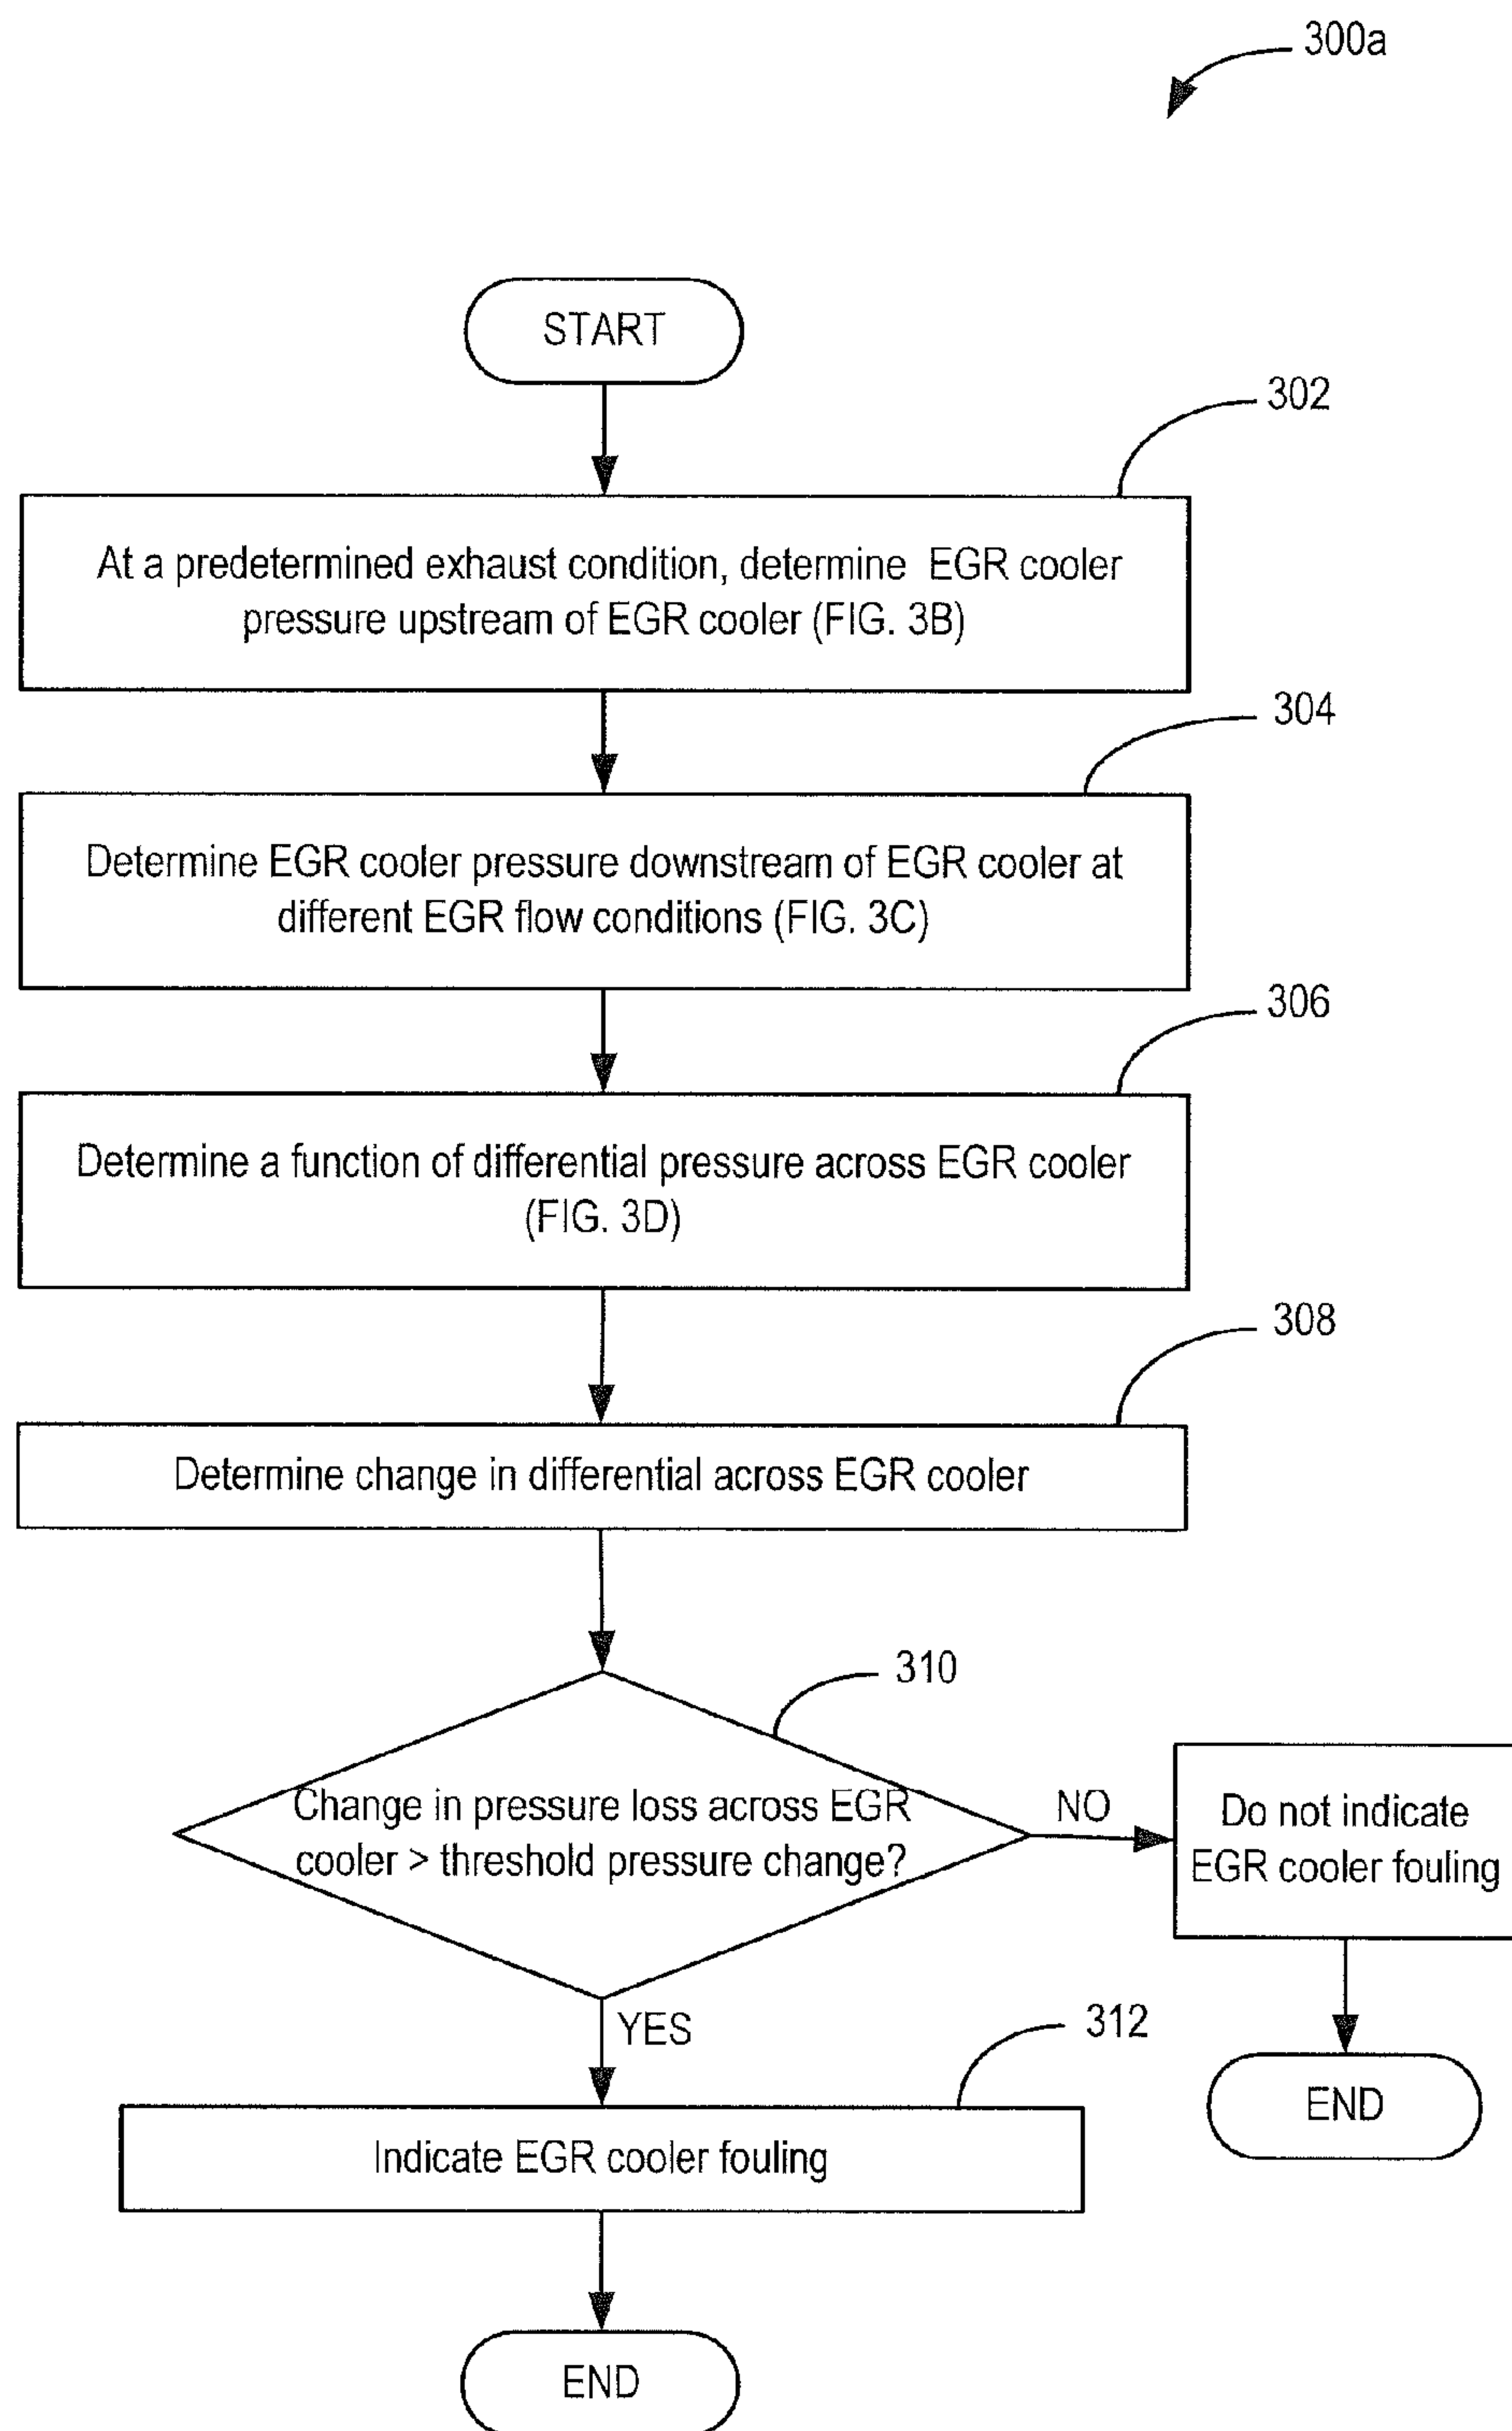 300a
START
302
At a predetermined exhaust condition, determine EGR cooler
pressure upstream of EGR cooler (FIG. 3B)
304
Determine EGR cooler pressure downstream of EGR cooler at
different EGR flow conditions (FIG. 3C)
306
Determine a function of differential pressure across EGR cooler
(FIG. 3D)
308
Determine change in differential across EGR cooler
310
Change in pressure loss across EGR
cooler > threshold pressure change?
NO
Do not indicate
EGR cooler fouling
YES
312
END
Indicate EGR cooler fouling
END